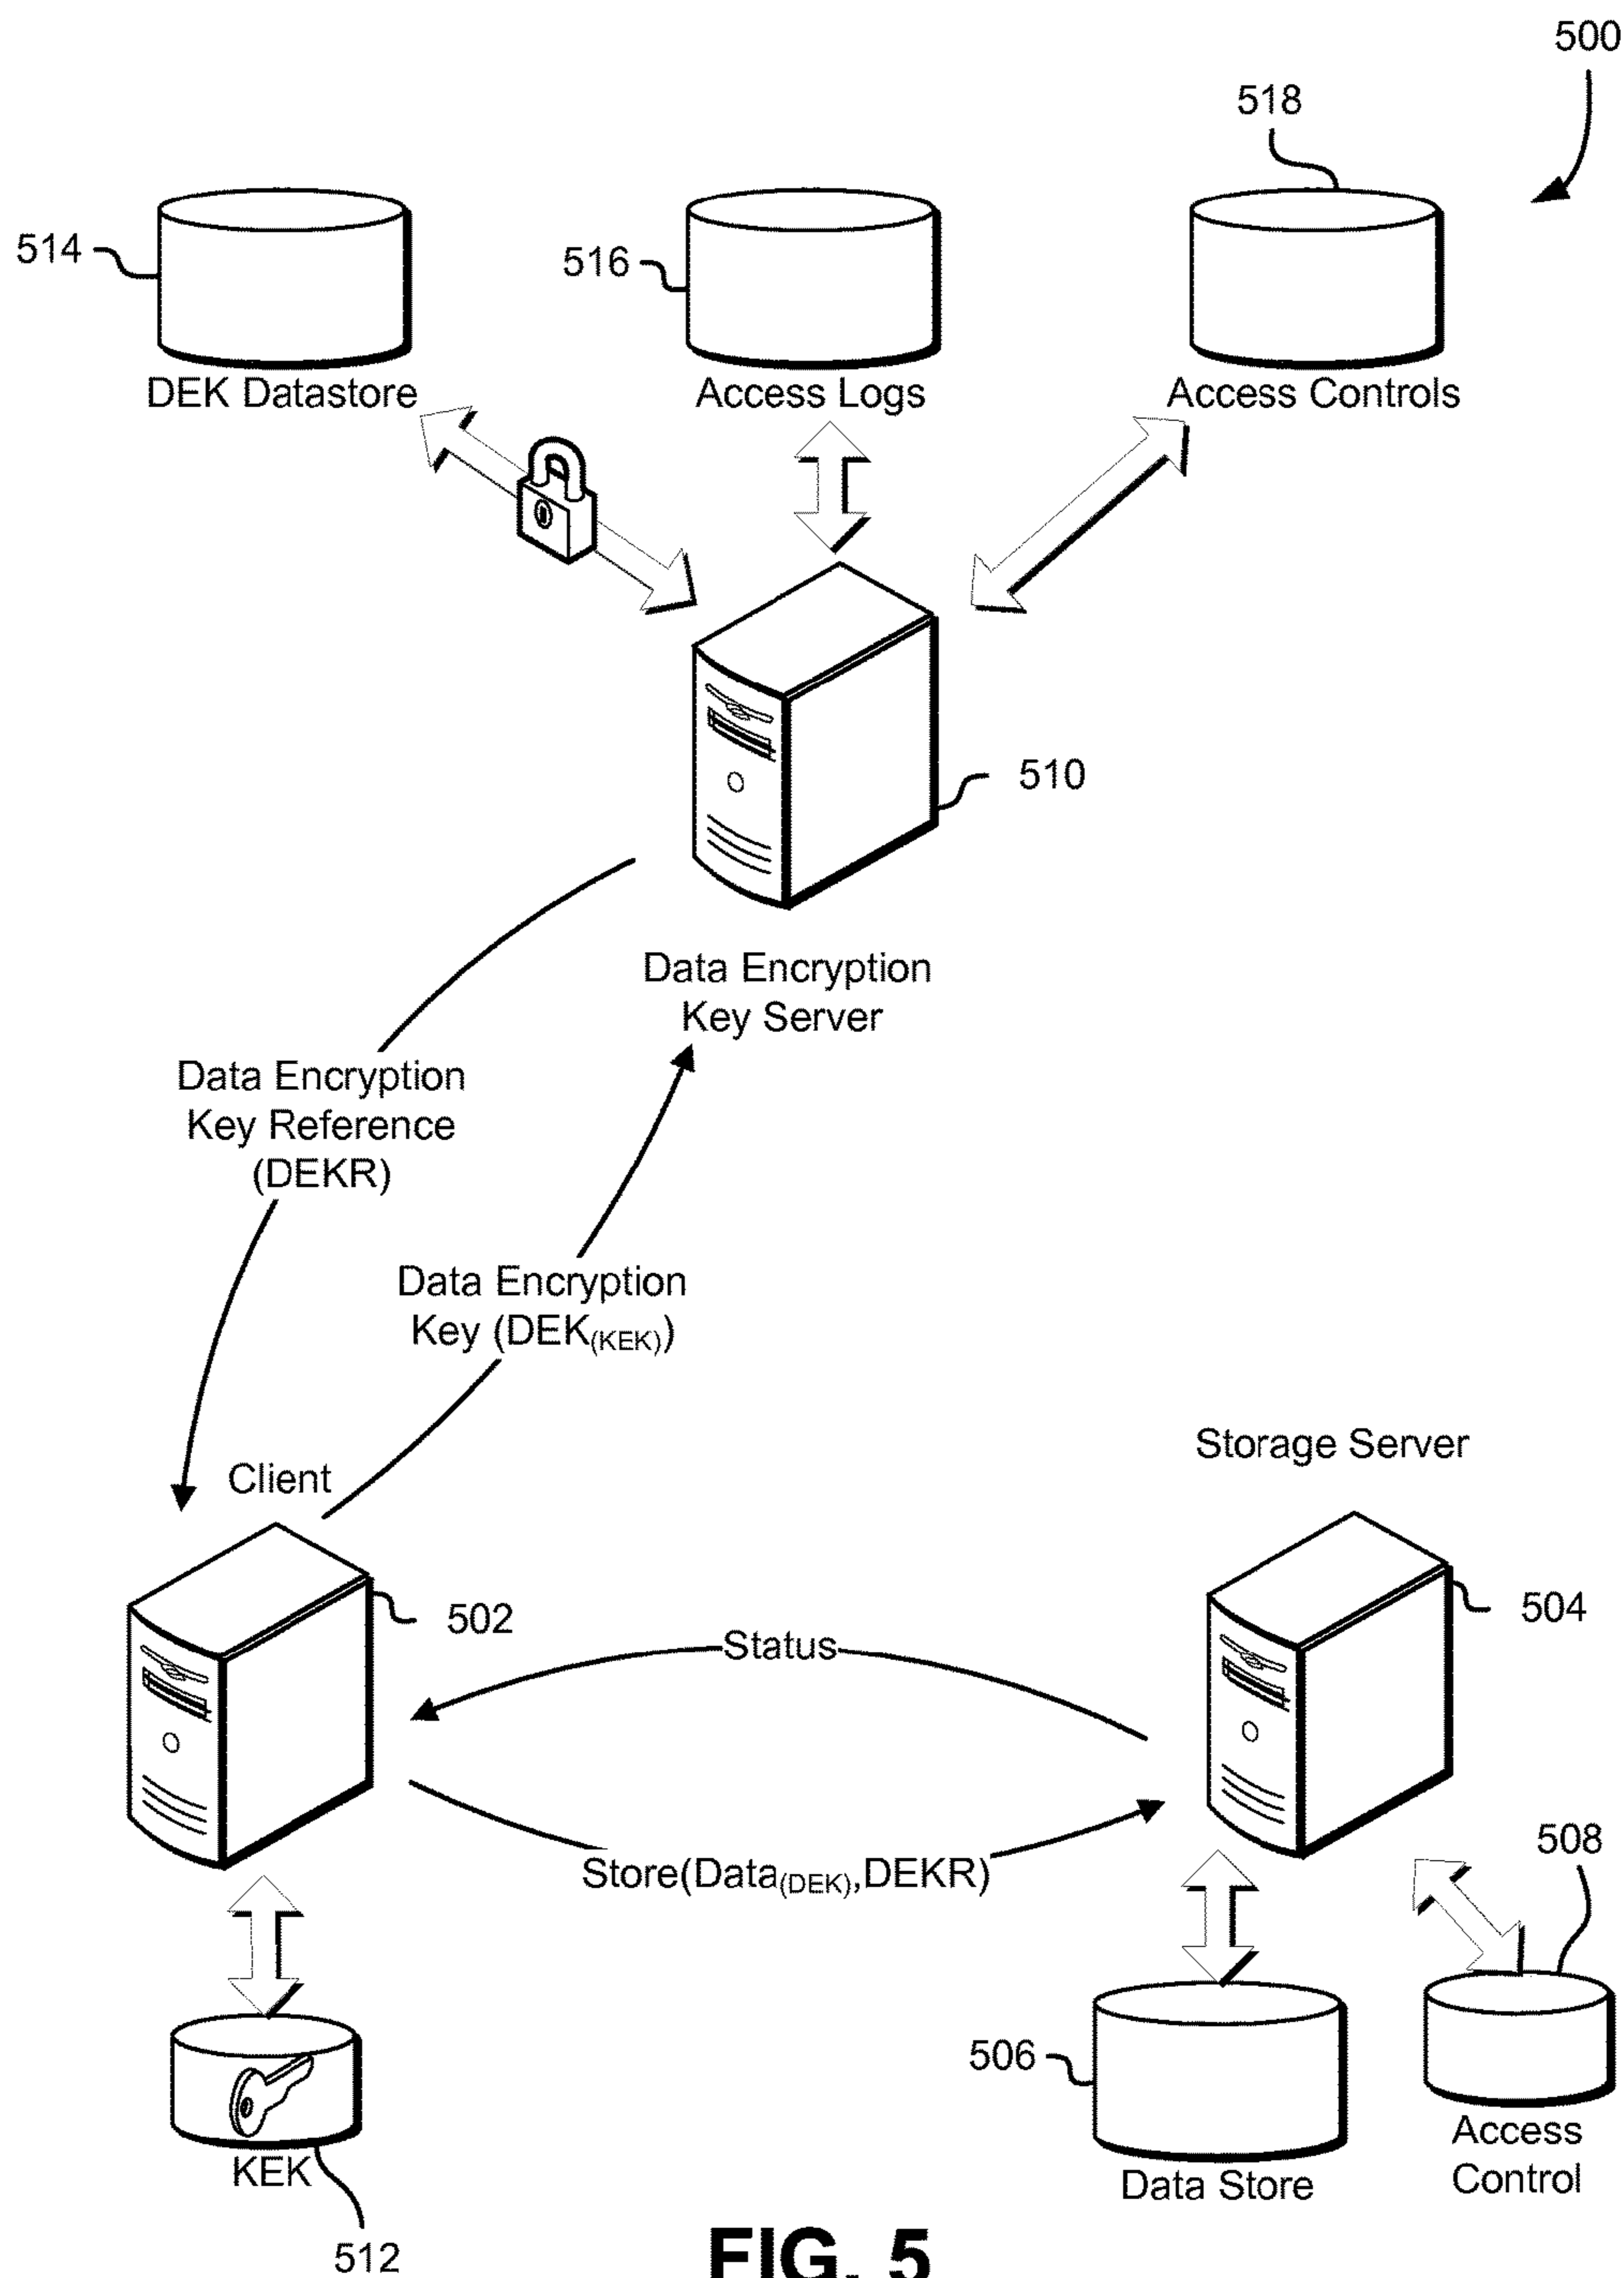 500
518
514
516
DEK Datastore
Access Logs
Access Controls
510
Data Encryption
Key Server
Data Encryption
Key Reference
(DEKR)
Data Encryption
Key (DEK(KEK))
Storage Server
Client
502
504
Status
508
Store(Data(DEK),DEKR)
506
Access
Control
KEK
Data Store
512
FIG. 5